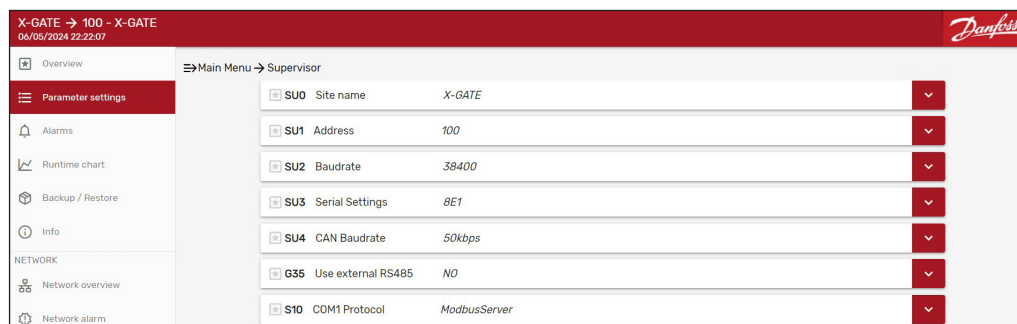 X-GATE → 100 - X-GATE
06/05/2024 22:22:07
Danfoss
Overview
Main Menu → Supervisor
SU0 Site name X-GATE
Parameter settings
SU1 Address 100
Alarms
SU2 Baudrate 38400
Runtime chart
SU3 Serial Settings 8E1
Backup / Restore
SU4 CAN Baudrate 50kbps
Info
NETWORK
G35 Use external RS485 NO
Network overview
S10 COM1 Protocol ModbusServer
Network alarm